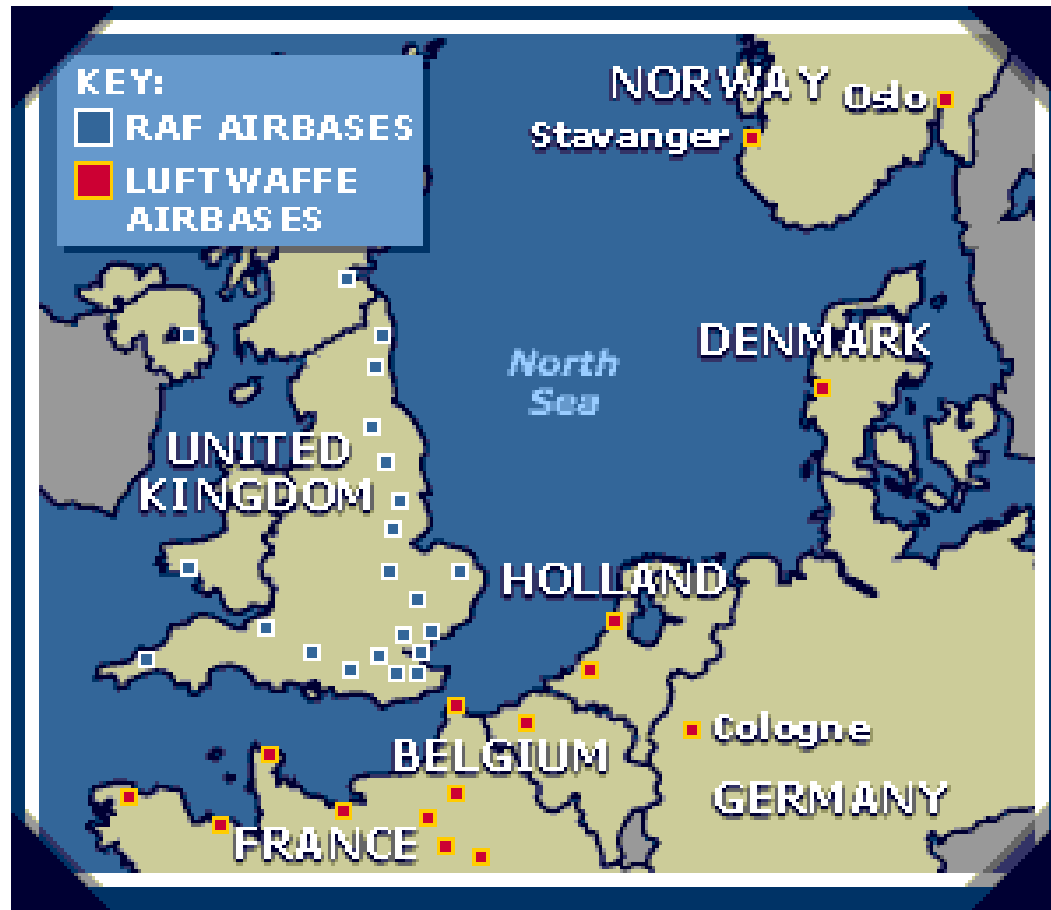 KEY:
RAF AIRBASES
LUFTWAFFE
AIRBASES
NORWAY
Oslo
Stavanger
DENMARK
North
Sea
UNITED
KINGDOM
HOLLAND
Cologne
BELGIUM
GERMANY
FRANCE